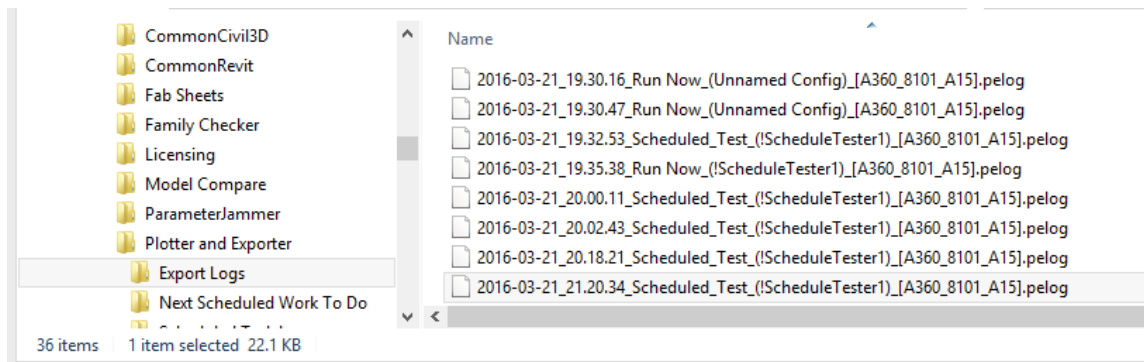 CommonCivil3D
CommonRevit
Fab Sheets
Family Checker
Licensing
Model Compare
ParameterJammer
Plotter and Exporter
Export Logs
Next Scheduled Work To Do
Name
2016-03-21_19.30.16_Run Now_(Unnamed Config)_[A360_8101_A15].pelog
2016-03-21_19.30.47_Run Now_(Unnamed Config)_[A360_8101_A15].pelog
2016-03-21_19.32.53_Scheduled_Test_(!ScheduleTester1)_[A360_8101_A15].pelog
2016-03-21_19.35.38_Run Now_(!ScheduleTester1)_[A360_8101_A15].pelog
2016-03-21_20.00.11_Scheduled_Test_(!ScheduleTester1)_[A360_8101_A15].pelog
2016-03-21_20.02.43_Scheduled_Test_(!ScheduleTester1)_[A360_8101_A15].pelog
2016-03-21_20.18.21_Scheduled_Test_(!ScheduleTester1)_[A360_8101_A15].pelog
2016-03-21_21.20.34_Scheduled_Test_(!ScheduleTester1)_[A360_8101_A15].pelog
36 items 1 item selected 22.1 KB